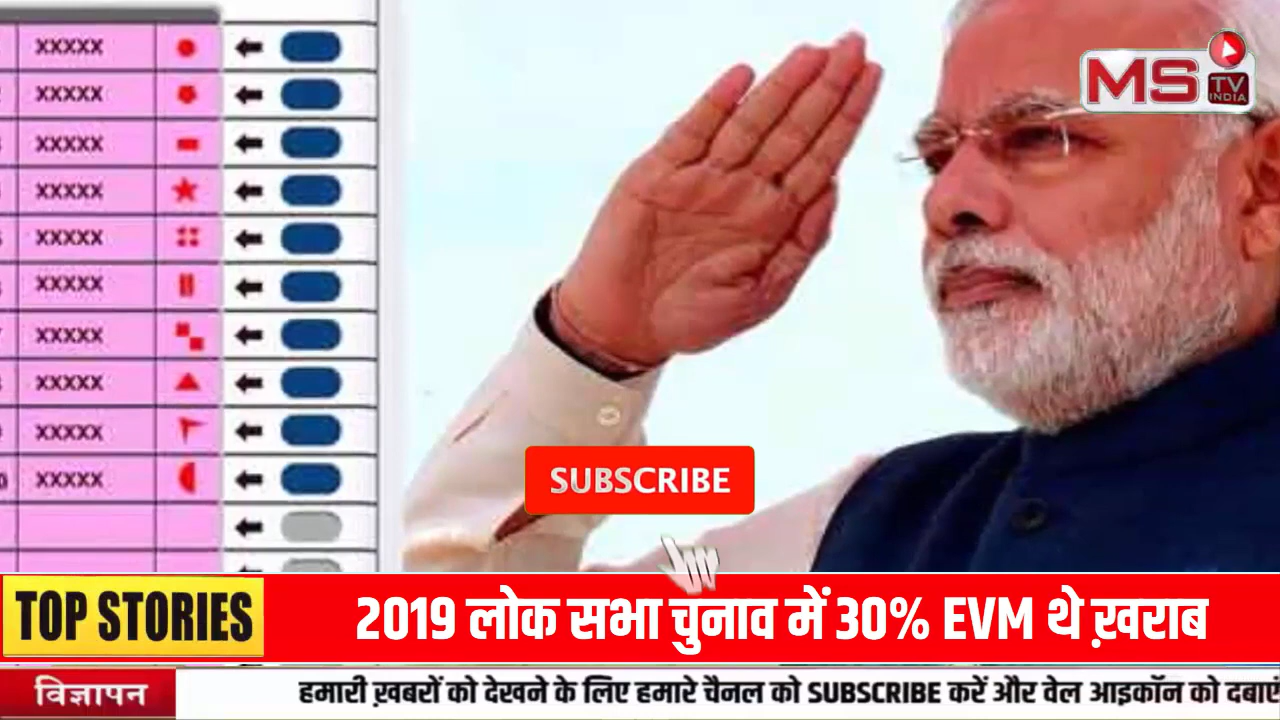 XXXXX
XXXXX
XXXXX
XXXXX
XXXXX
XXXXX
XXXXX
XXXXX
XXXXX
XXXXX
MS TV INDIA
SUBSCRIBE
TOP STORIES
2019 लोक सभा चुनाव में 30% EVM थे ख़राब
विज्ञापन
हमारी ख़बरों को देखने के लिए हमारे चैनल को SUBSCRIBE करें और वेल आइकॉन को दबाएं